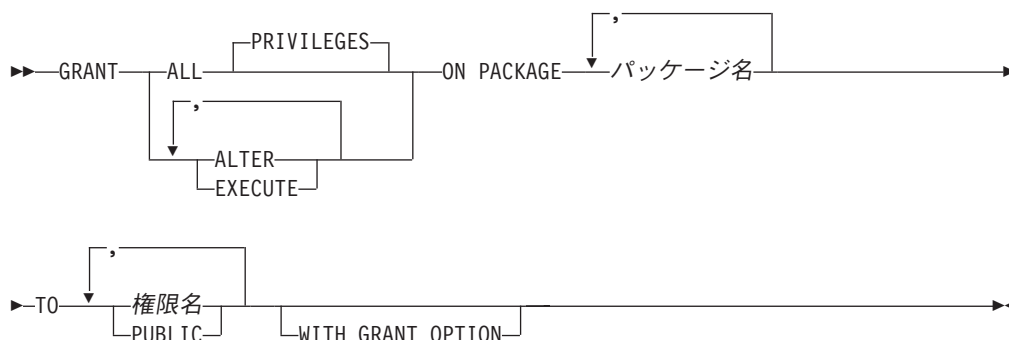 PRIVILEGES ,
GRANT ALL ON PACKAGE パッケージ名
,
ALTER
EXECUTE
,
TO 権限名
PUBLIC WITH GRANT OPTION